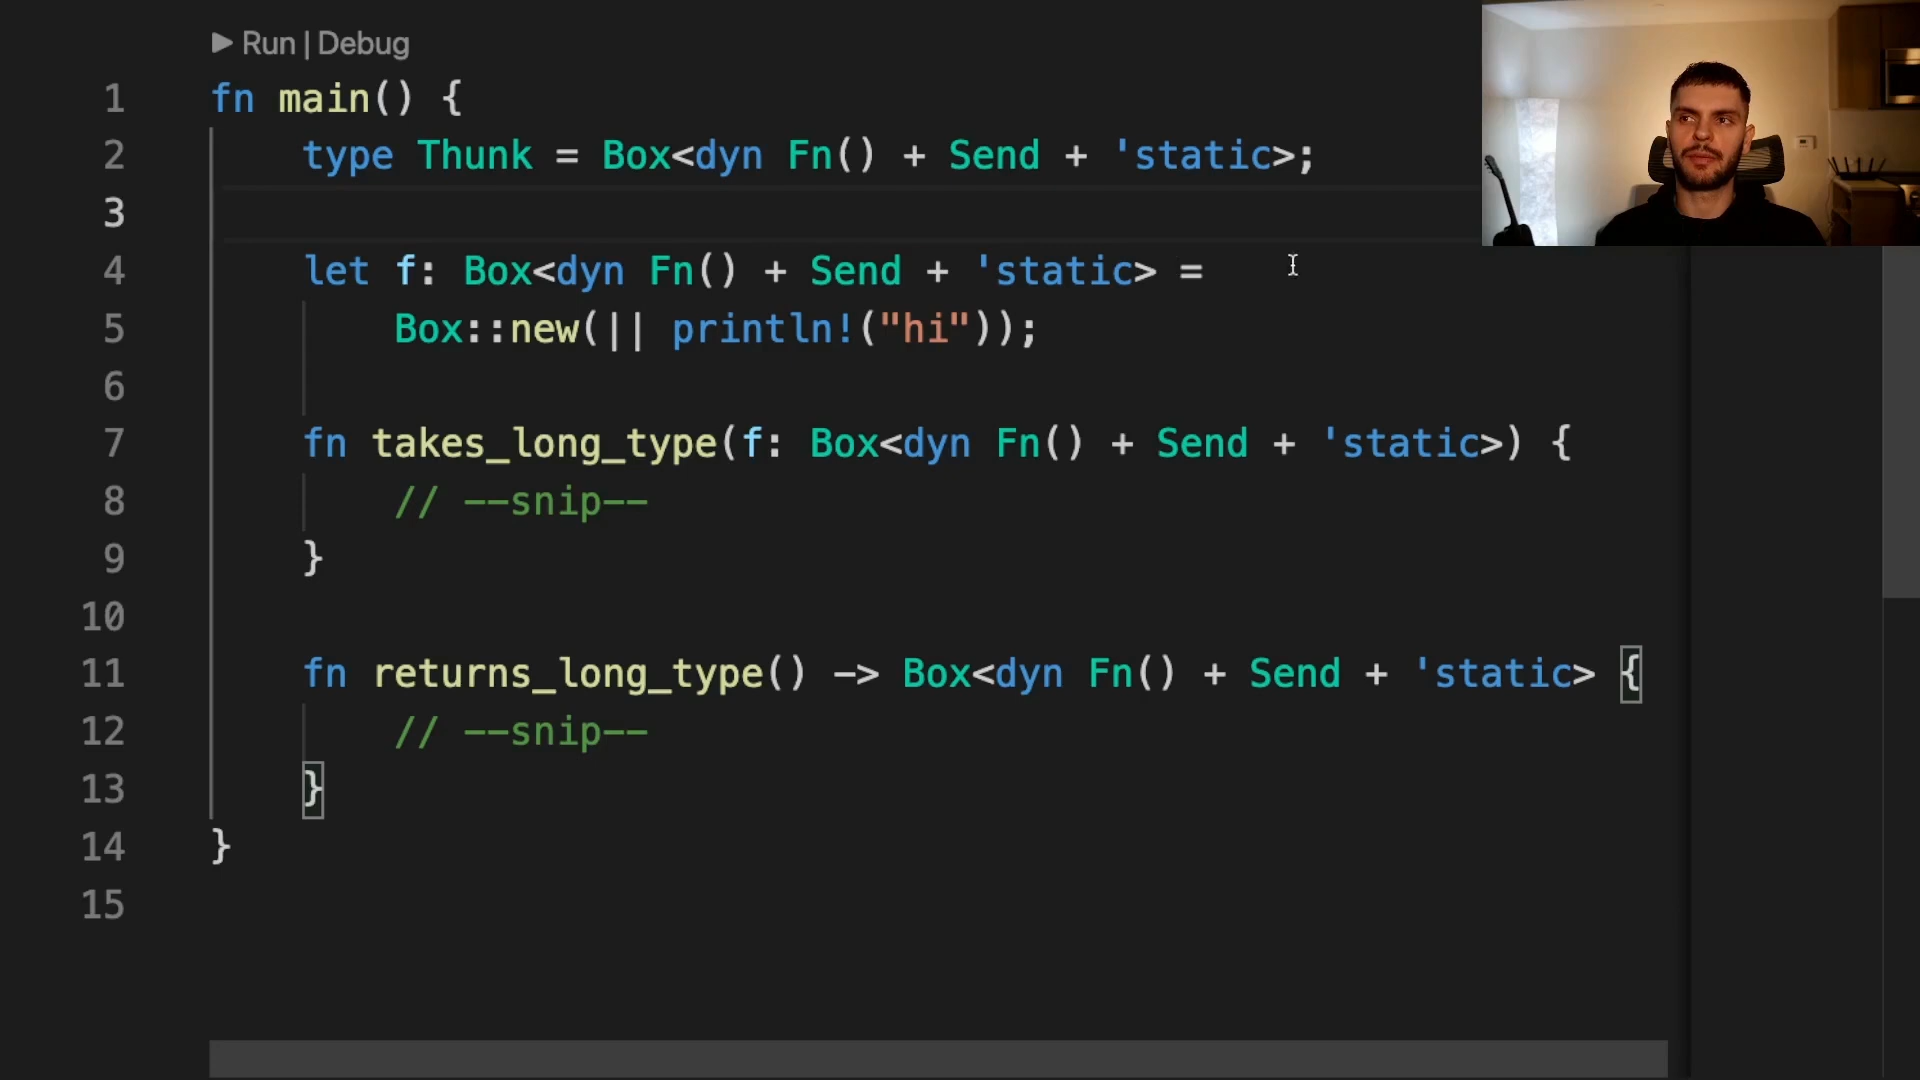 Run | Debug
1 fn main() {
2 type Thunk = Box<dyn Fn() + Send + 'static>;
3
4 let f: Box<dyn Fn() + Send + 'static> =
5 Box::new(|| println!("hi"));
6
7 fn takes_long_type(f: Box<dyn Fn() + Send + 'static>) {
8 // --snip--
9 }
10
11 fn returns_long_type() -> Box<dyn Fn() + Send + 'static> {
12 // --snip--
13 }
14 }
15